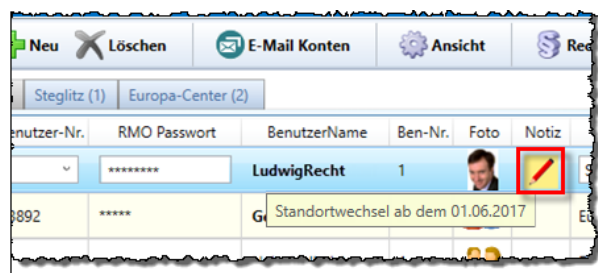 Neu Löschen E-Mail Konten Ansicht
Steglitz (1) Europa-Center (2)
RMO Passwort BenutzerName Ben-Nr. Foto Notiz
******** LudwigRecht 1
3892 *****
Standortwechsel ab dem 01.06.2017